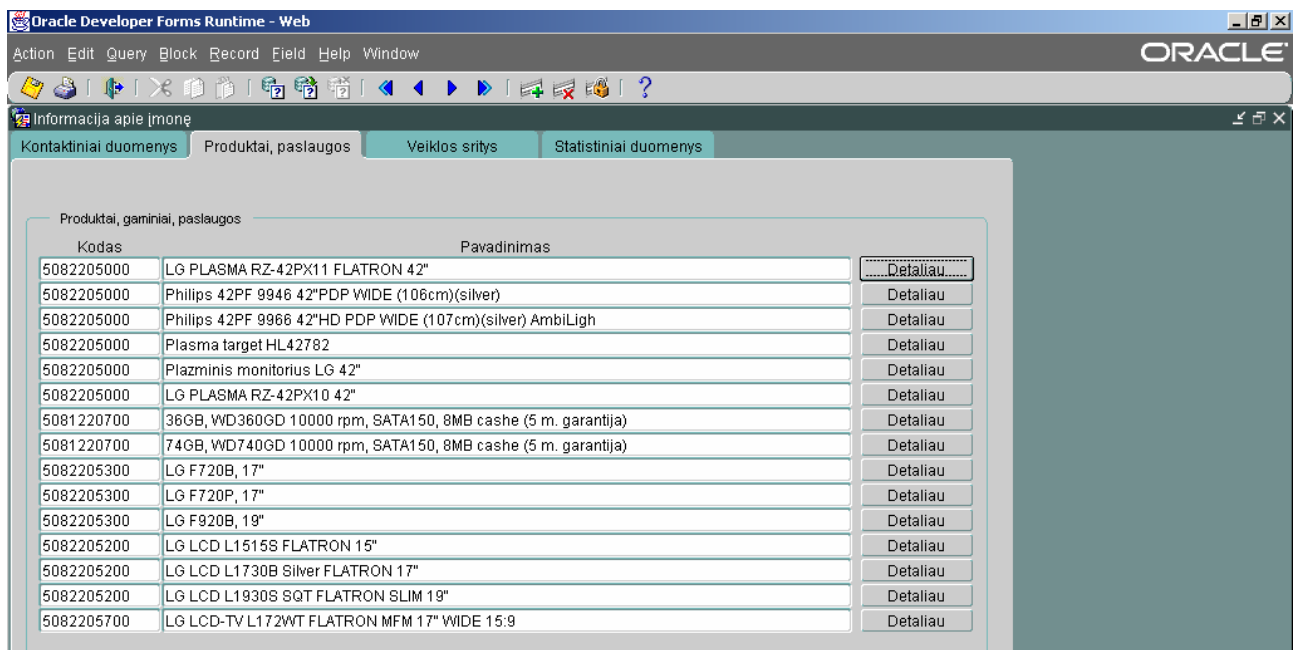 Oracle Developer Forms Runtime - Web
Action Edit Query Block Record Field Help Window
ORACLE
Informacija apie įmonę
Kontaktiniai duomenys Produktai, paslaugos Veiklos sritys Statistiniai duomenys
Produktai, gaminiai, paslaugos
Kodas Pavadinimas
5082205000 LG PLASMA RZ-42PX11 FLATRON 42" Detaliau
5082205000 Philips 42PF 9946 42"PDP WIDE (106cm)(silver) Detaliau
5082205000 Philips 42PF 9966 42"HD PDP WIDE (107cm)(silver) AmbiLigh Detaliau
5082205000 Plasma target HL42782 Detaliau
5082205000 Plazminis monitorius LG 42" Detaliau
5082205000 LG PLASMA RZ-42PX10 42" Detaliau
5081220700 36GB, WD360GD 10000 rpm, SATA150, 8MB cashe (5 m. garantija) Detaliau
5081220700 74GB, WD740GD 10000 rpm, SATA150, 8MB cashe (5 m. garantija) Detaliau
5082205300 LG F720B, 17" Detaliau
5082205300 LG F720P, 17" Detaliau
5082205300 LG F920B, 19" Detaliau
5082205200 LG LCD L1515S FLATRON 15" Detaliau
5082205200 LG LCD L1730B Silver FLATRON 17" Detaliau
5082205200 LG LCD L1930S SQT FLATRON SLIM 19" Detaliau
5082205700 LG LCD-TV L172WT FLATRON MFM 17" WIDE 15:9 Detaliau